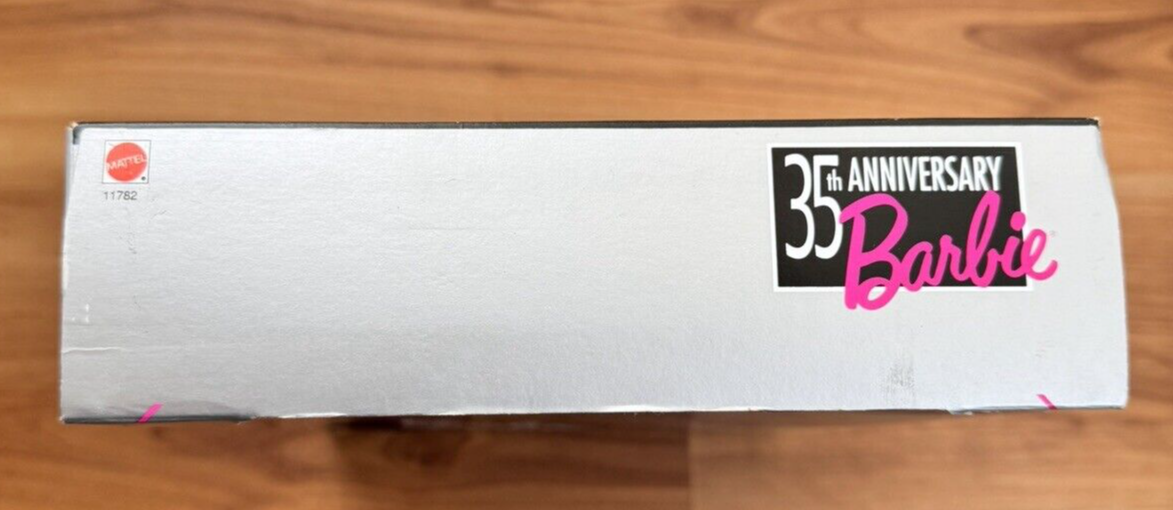 MATTEL
11782
35th ANNIVERSARY
Barbie